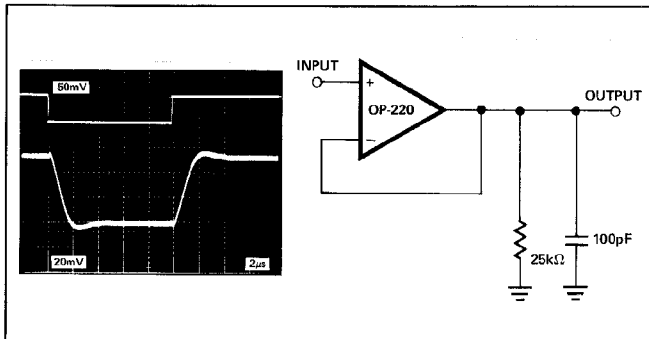 50mV
20mV
2µs
INPUT
+
OP-220
−
OUTPUT
25kΩ
100pF